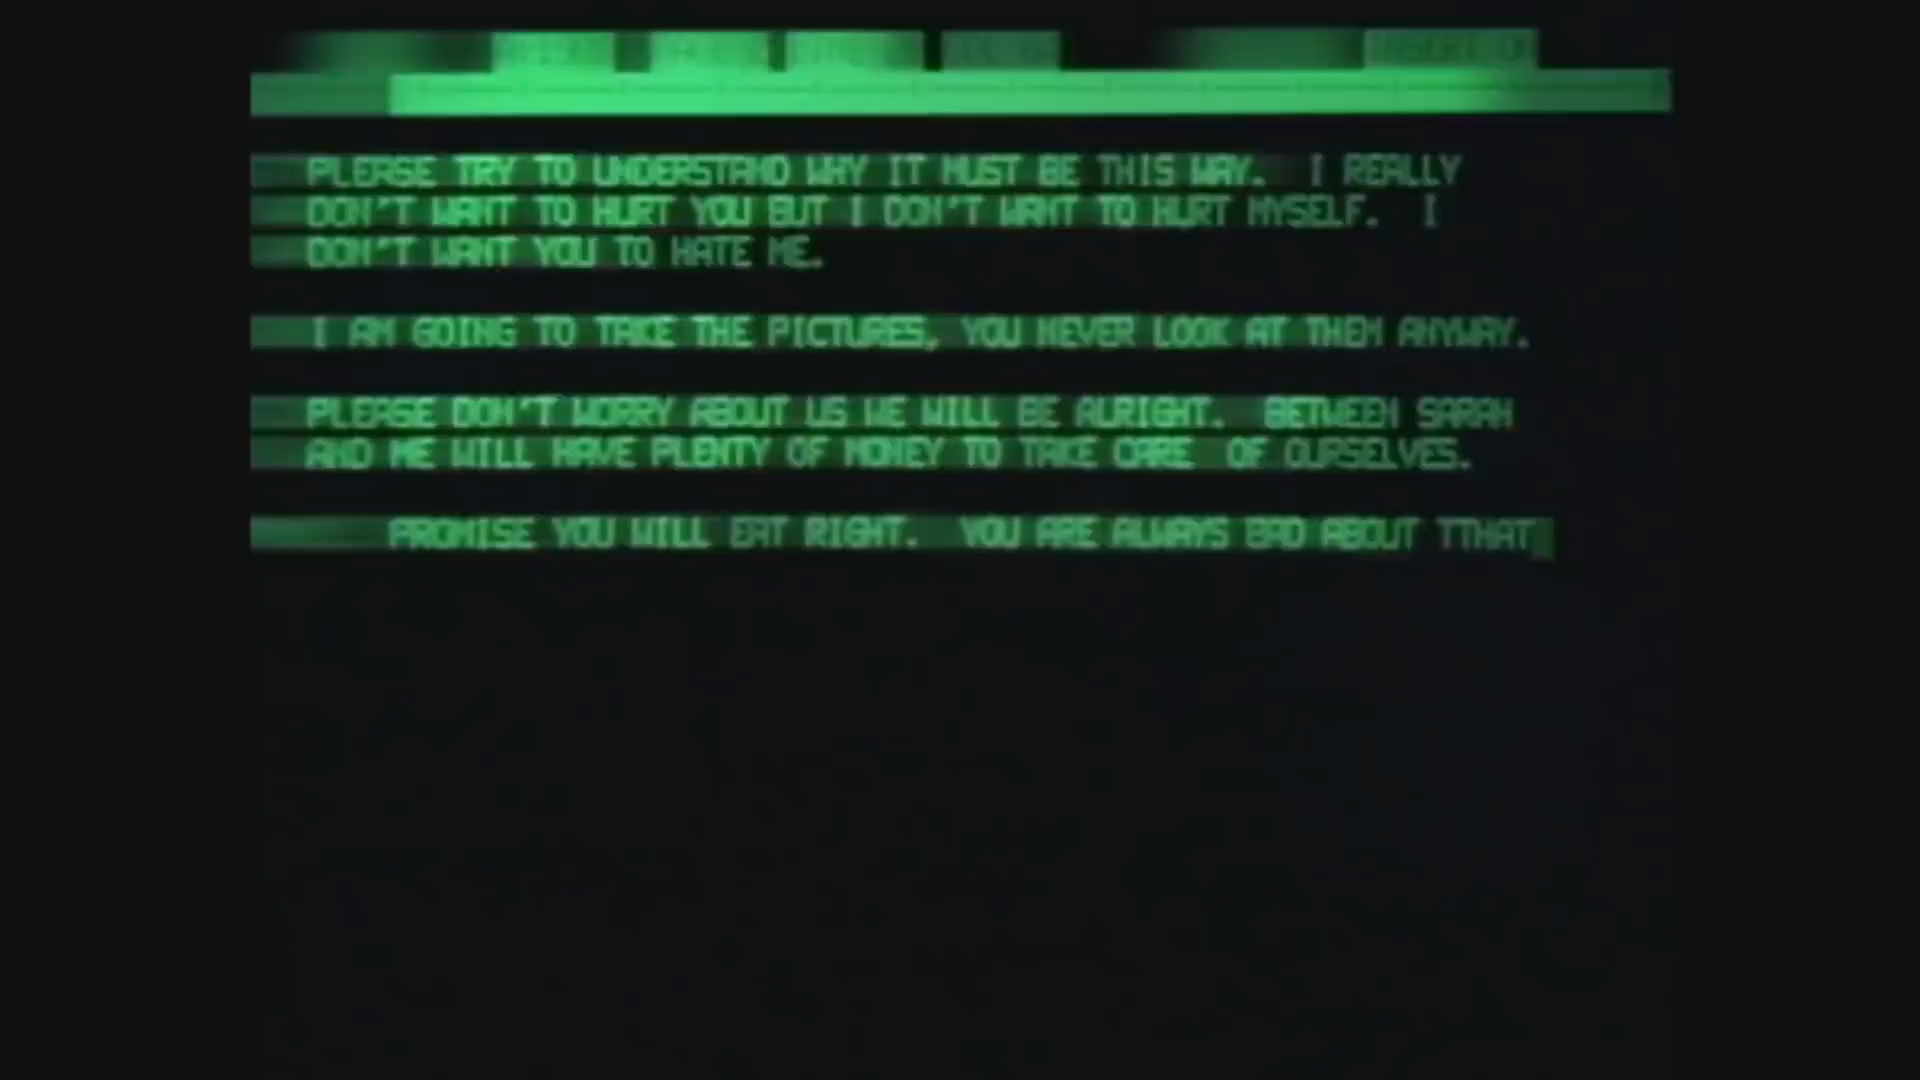 PLEASE TRY TO UNDERSTAND WHY IT MUST BE THIS WAY. I REALLY
DON'T WANT TO HURT YOU BUT I DON'T WANT TO HURT MYSELF. I
DON'T WANT YOU TO HATE ME.
I AM GOING TO TAKE THE PICTURES, YOU NEVER LOOK AT THEM ANYWAY.
PLEASE DON'T WORRY ABOUT US WE WILL BE ALRIGHT. BETWEEN SARAH
AND ME WILL HAVE PLENTY OF MONEY TO TAKE CARE OF OURSELVES.
PROMISE YOU WILL EAT RIGHT. YOU ARE ALWAYS BAD ABOUT TTHAT